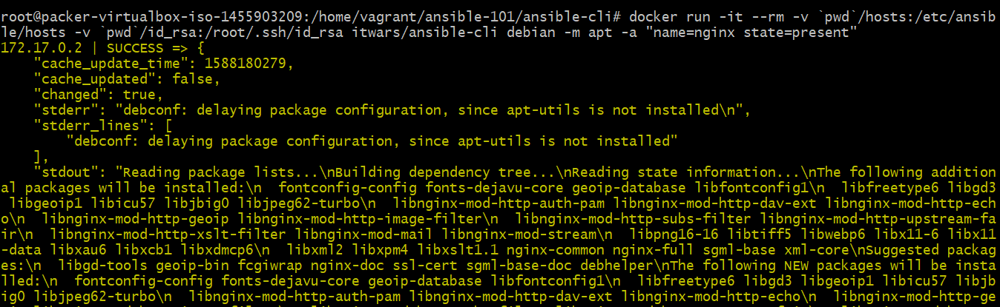 root@packer-virtualbox-iso-1455903209:/home/vagrant/ansible-101/ansible-cli# docker run -it --rm -v `pwd`/hosts:/etc/ansib
le/hosts -v `pwd`/id_rsa:/root/.ssh/id_rsa itwars/ansible-cli debian -m apt -a "name=nginx state=present"
172.17.0.2 | SUCCESS => {
    "cache_update_time": 1588180279,
    "cache_updated": false,
    "changed": true,
    "stderr": "debconf: delaying package configuration, since apt-utils is not installed\n",
    "stderr_lines": [
        "debconf: delaying package configuration, since apt-utils is not installed"
    ],
    "stdout": "Reading package lists...\nBuilding dependency tree...\nReading state information...\nThe following addition
al packages will be installed:\n  fontconfig-config fonts-dejavu-core geoip-database libfontconfig1\n  libfreetype6 libgd3
 libgeoip1 libicu57 libjbig0 libjpeg62-turbo\n  libnginx-mod-http-auth-pam libnginx-mod-http-dav-ext libnginx-mod-http-ech
o\n  libnginx-mod-http-geoip libnginx-mod-http-image-filter\n  libnginx-mod-http-subs-filter libnginx-mod-http-upstream-fa
ir\n  libnginx-mod-http-xslt-filter libnginx-mod-mail libnginx-mod-stream\n  libpng16-16 libtiff5 libwebp6 libx11-6 libx11
-data libxau6 libxcb1 libxdmcp6\n  libxml2 libxpm4 libxslt1.1 nginx-common nginx-full sgml-base xml-core\nSuggested packag
es:\n  libgd-tools geoip-bin fcgiwrap nginx-doc ssl-cert sgml-base-doc debhelper\nThe following NEW packages will be insta
lled:\n  fontconfig-config fonts-dejavu-core geoip-database libfontconfig1\n  libfreetype6 libgd3 libgeoip1 libicu57 libjb
ig0 libjpeg62-turbo\n  libnginx-mod-http-auth-pam libnginx-mod-http-dav-ext libnginx-mod-http-echo\n  libnginx-mod-http-ge